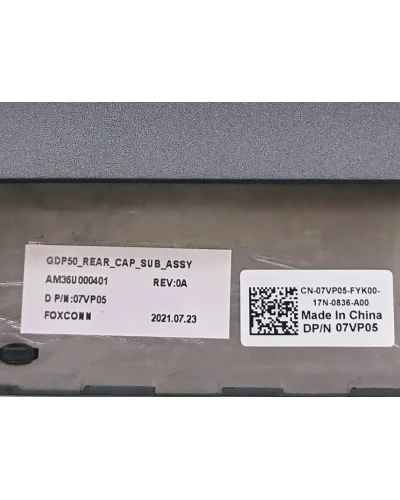 GDP50_REAR_CAP_SUB_ASSY
AM36U000401 REV:0A
D P/N:07VP05
FOXCONN 2021.07.23
CN-07VP05-FYK00-
17N-0836-A00
Made In China
DP/N 07VP05